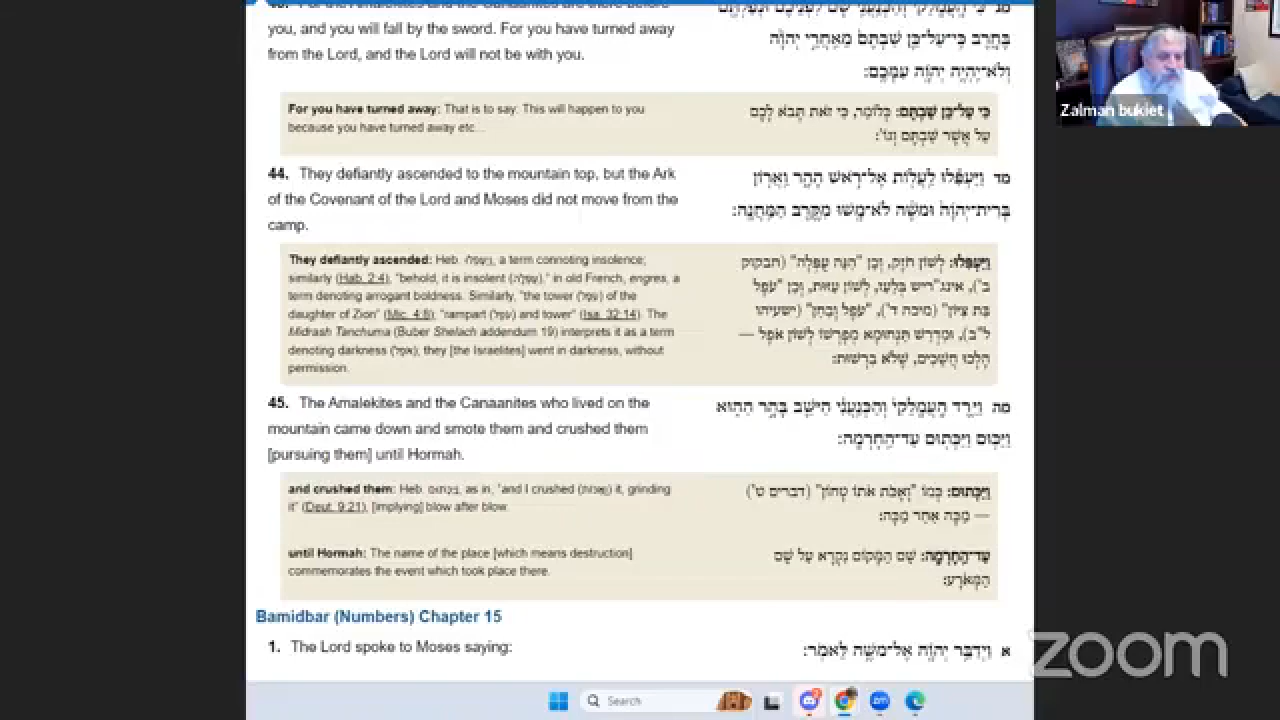 you, and you will fall by the sword. For you have turned away
from the Lord, and the Lord will not be with you.
בֶּחָרֶב כִּי־עַל־כֵּן שַׁבְתֶּם מֵאַחֲרֵי יְהֹוָה
וְלֹא־יִהְיֶה יְהֹוָה עִמָּכֶם:
For you have turned away: That is to say: This will happen to you
because you have turned away etc...
כִּי עַל־כֵּן שַׁבְתֶּם: כְּלוֹמַר, כִּי זֹאת תָּבֹא לָכֶם
עַל אֲשֶׁר שַׁבְתֶּם וְגוֹ':
44. They defiantly ascended to the mountain top, but the Ark
of the Covenant of the Lord and Moses did not move from the
camp.
מד וַיַּעְפִּלוּ לַעֲלוֹת אֶל־רֹאשׁ הָהָר וַאֲרוֹן
בְּרִית־יְהֹוָה וּמֹשֶׁה לֹא־מָשׁוּ מִקֶּרֶב הַמַּחֲנֶה:
They defiantly ascended: Heb. וַיַּעְפִּלוּ, a term connoting insolence;
similarly (Hab. 2:4), "behold, it is insolent (עֻפְּלָה)," in old French, engres, a
term denoting arrogant boldness. Similarly, "the tower (עֹפֶל) of the
daughter of Zion" (Mic. 4:8); "rampart (עֹפֶל) and tower" (Isa. 32:14). The
Midrash Tanchuma (Buber Shelach addendum 19) interprets it as a term
denoting darkness (אֹפֶל); they [the Israelites] went in darkness, without
permission.
וַיַּעְפִּלוּ: לְשׁוֹן חֹזֶק, וְכֵן "הִנֵּה עֻפְּלָה" (חבקוק
ב'), אינג"ריש בְּלַעַז, לְשׁוֹן עַזּוּת, וְכֵן "עֹפֶל
בַּת צִיּוֹן" (מיכה ד'), "עֹפֶל וָבַחַן" (ישעיהו
ל"ב), וּמִדְרַשׁ תַּנְחוּמָא מְפָרְשׁוֹ לְשׁוֹן אֹפֶל —
הָלְכוּ חֲשֵׁכִים, שֶׁלֹּא בִרְשׁוּת:
45. The Amalekites and the Canaanites who lived on the
mountain came down and smote them and crushed them
[pursuing them] until Hormah.
מה וַיֵּרֶד הָעֲמָלֵקִי וְהַכְּנַעֲנִי הַיּשֵׁב בָּהָר הַהוּא
וַיַּכּוּם וַיַּכְּתוּם עַד־הַחָרְמָה:
and crushed them: Heb. וַיַּכְּתוּם, as in, "and I crushed (וָאֶכֹּת) it, grinding
it" (Deut. 9:21), [implying] blow after blow.
וַיַּכְּתוּם: כְּמוֹ "וָאֶכֹּת אֹתוֹ טָחוֹן" (דברים ט')
— מַכָּה אַחַר מַכָּה:
until Hormah: The name of the place [which means destruction]
commemorates the event which took place there.
עַד־הַחָרְמָה: שֵׁם הַמָּקוֹם נִקְרָא עַל שֵׁם
הַמְּאֹרָע:
Bamidbar (Numbers) Chapter 15
1. The Lord spoke to Moses saying:
א וַיְדַבֵּר יְהֹוָה אֶל־משֶׁה לֵּאמֹר:
Zalman bukiet
zoom
Search